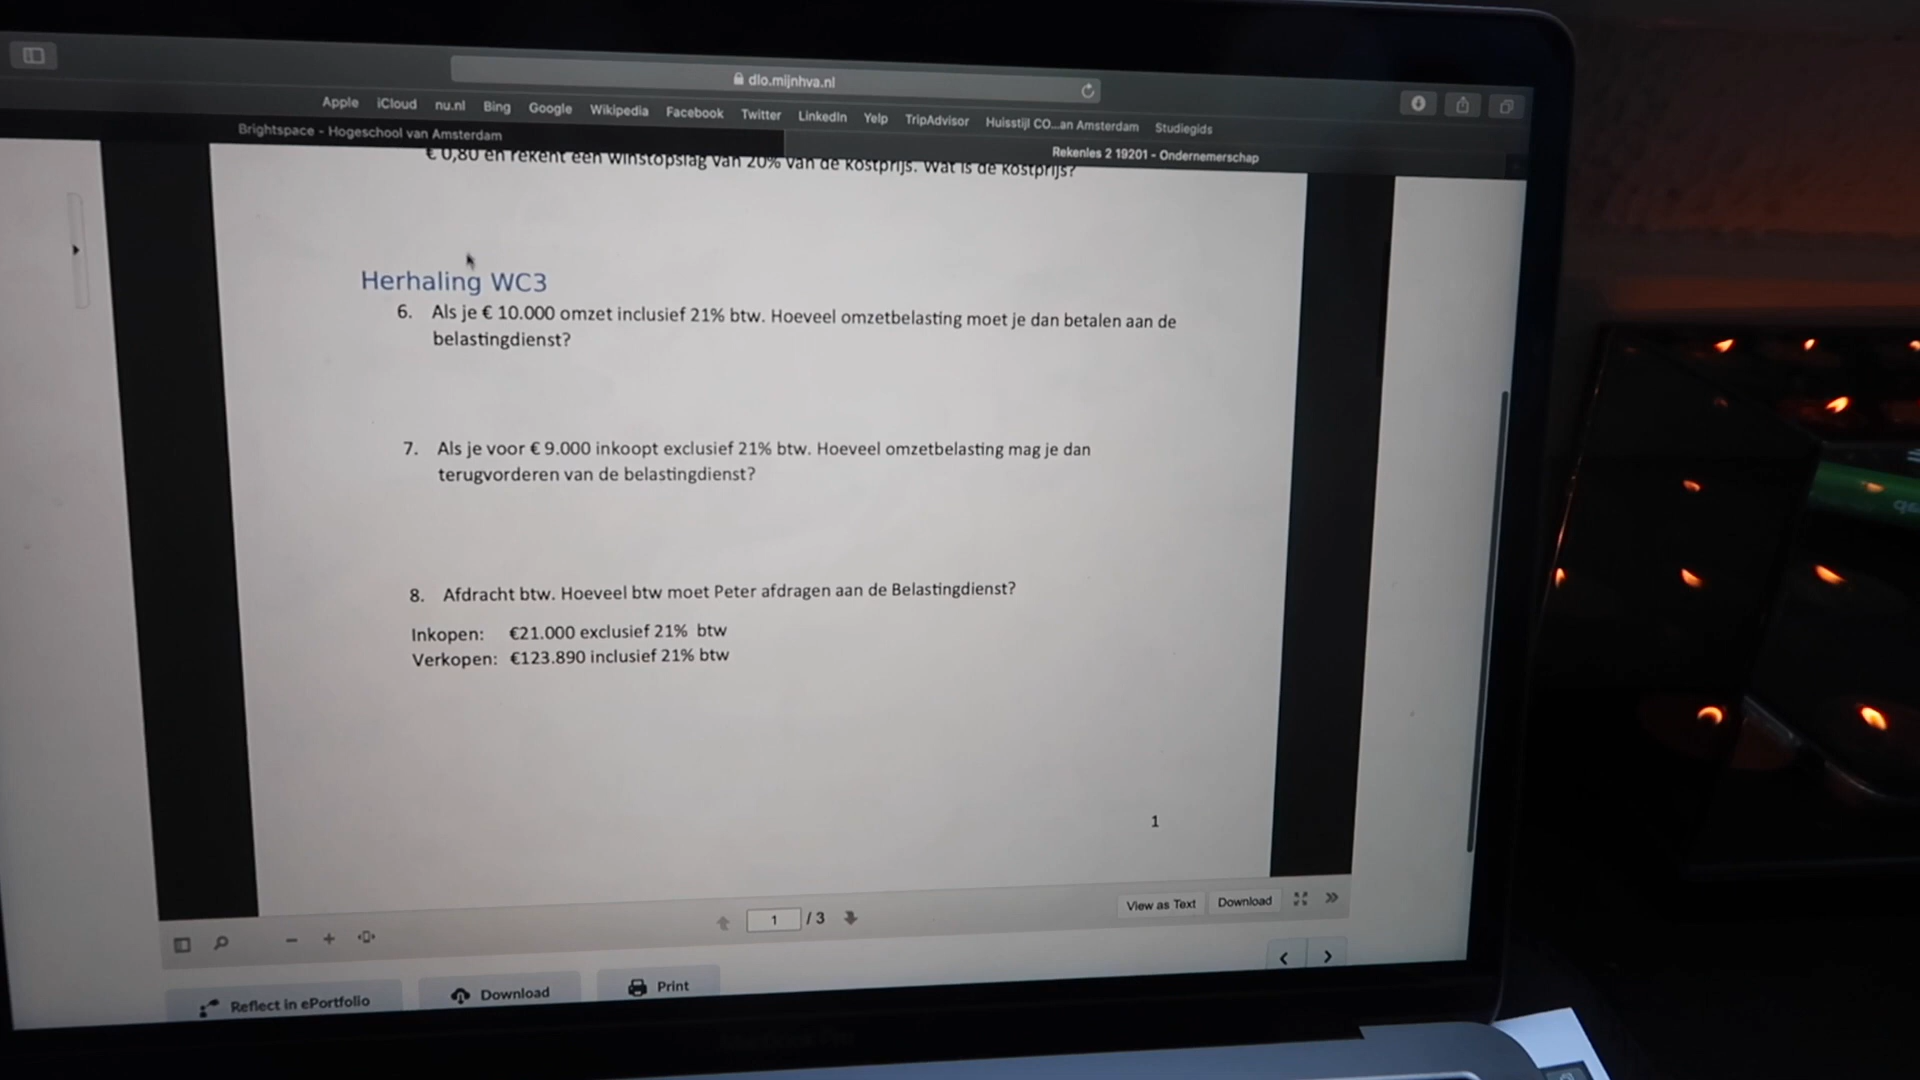 dlo.mijnhva.nl
Apple iCloud nu.nl Bing Google Wikipedia Facebook Twitter LinkedIn Yelp TripAdvisor Huisstijl CO...an Amsterdam Studiegids
Brightspace - Hogeschool van Amsterdam
Rekenles 2 19201 - Ondernemerschap
€ 0,80 en rekent een winstopslag van 20% van de kostprijs. Wat is de kostprijs?
Herhaling WC3
6. Als je € 10.000 omzet inclusief 21% btw. Hoeveel omzetbelasting moet je dan betalen aan de
belastingdienst?
7. Als je voor € 9.000 inkoopt exclusief 21% btw. Hoeveel omzetbelasting mag je dan
terugvorderen van de belastingdienst?
8. Afdracht btw. Hoeveel btw moet Peter afdragen aan de Belastingdienst?
Inkopen: €21.000 exclusief 21% btw
Verkopen: €123.890 inclusief 21% btw
1
1 / 3
View as Text Download
Reflect in ePortfolio Download Print